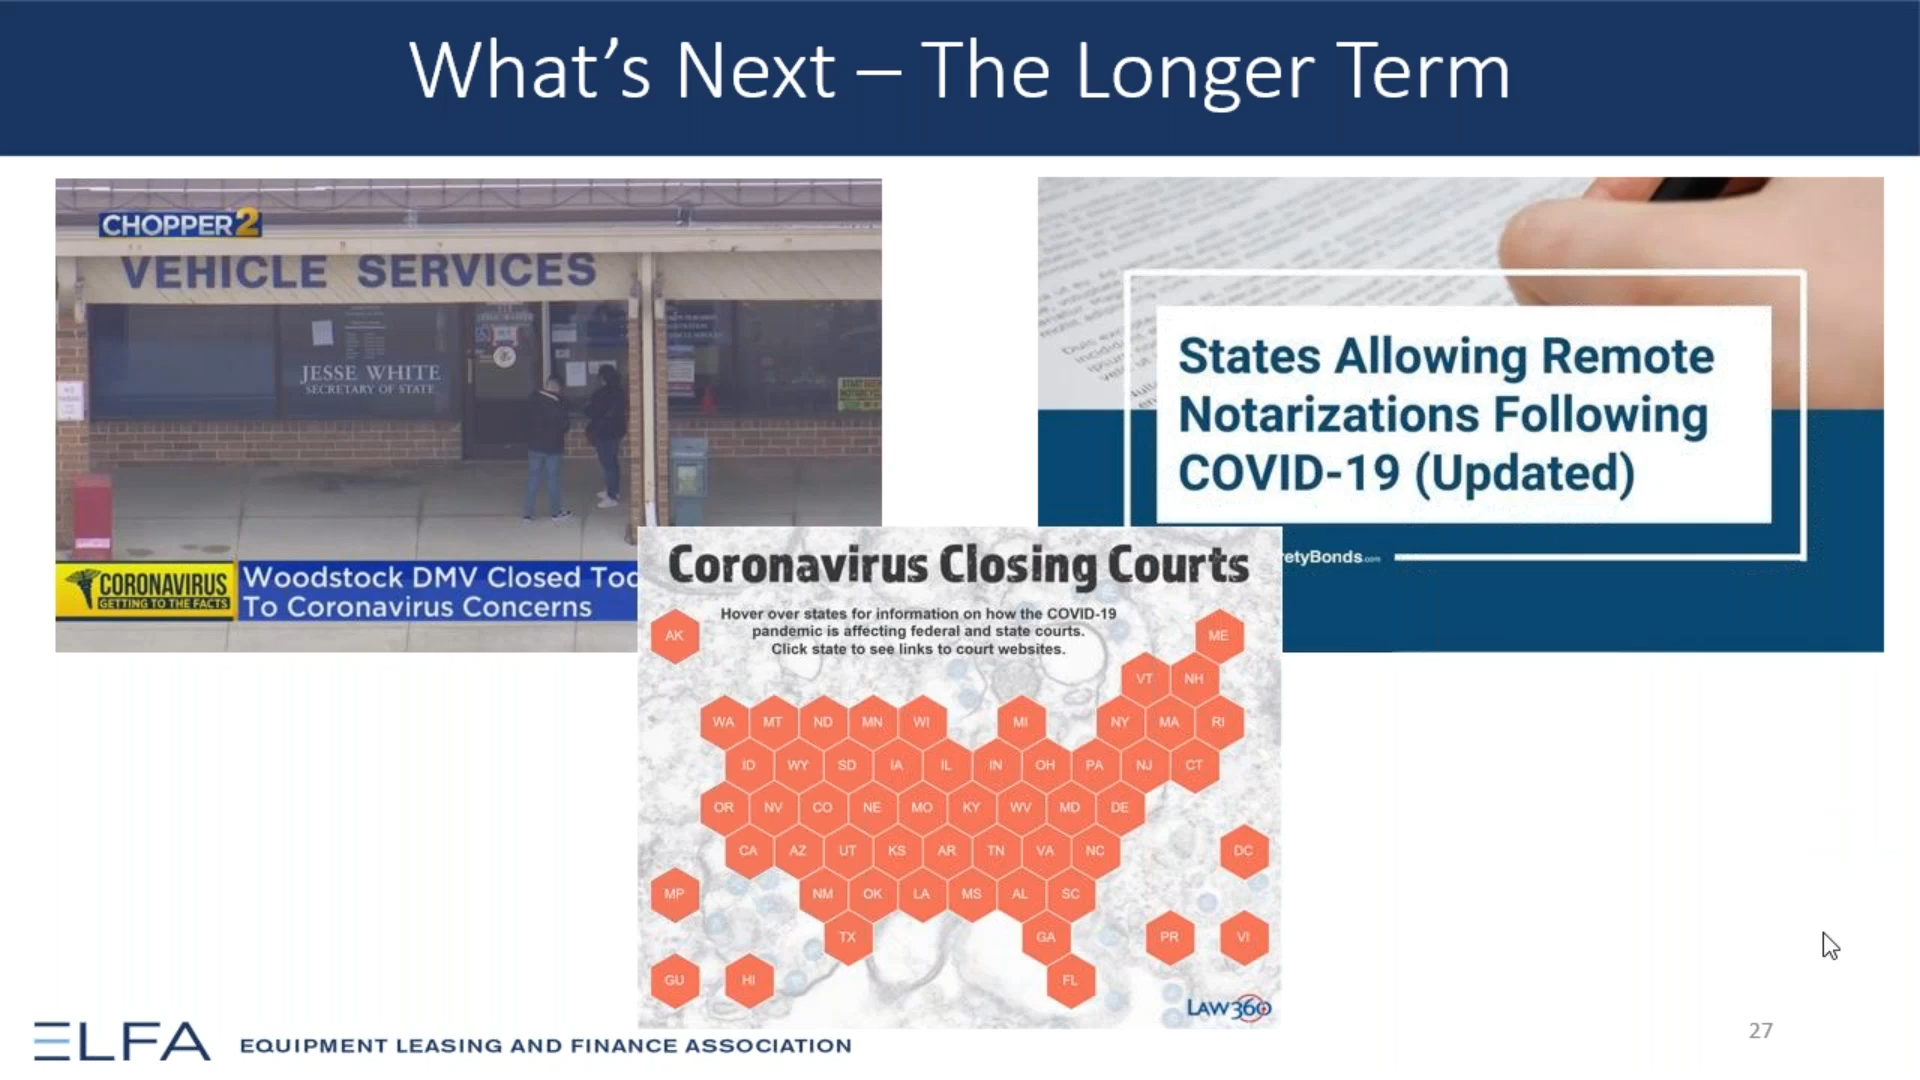 What's Next – The Longer Term
CHOPPER 2
VEHICLE SERVICES
JESSE WHITE
SECRETARY OF STATE
CORONAVIRUS
GETTING TO THE FACTS
Woodstock DMV Closed Tod
To Coronavirus Concerns
States Allowing Remote
Notarizations Following
COVID-19 (Updated)
retyBonds.com
Coronavirus Closing Courts
Hover over states for information on how the COVID-19
pandemic is affecting federal and state courts.
Click state to see links to court websites.
AK ME
VT NH
WA MT ND MN WI MI NY MA RI
ID WY SD IA IL IN OH PA NJ CT
OR NV CO NE MO KY WV MD DE
CA AZ UT KS AR TN VA NC DC
MP NM OK LA MS AL SC
TX GA PR VI
GU HI FL
LAW360
ELFA EQUIPMENT LEASING AND FINANCE ASSOCIATION
27